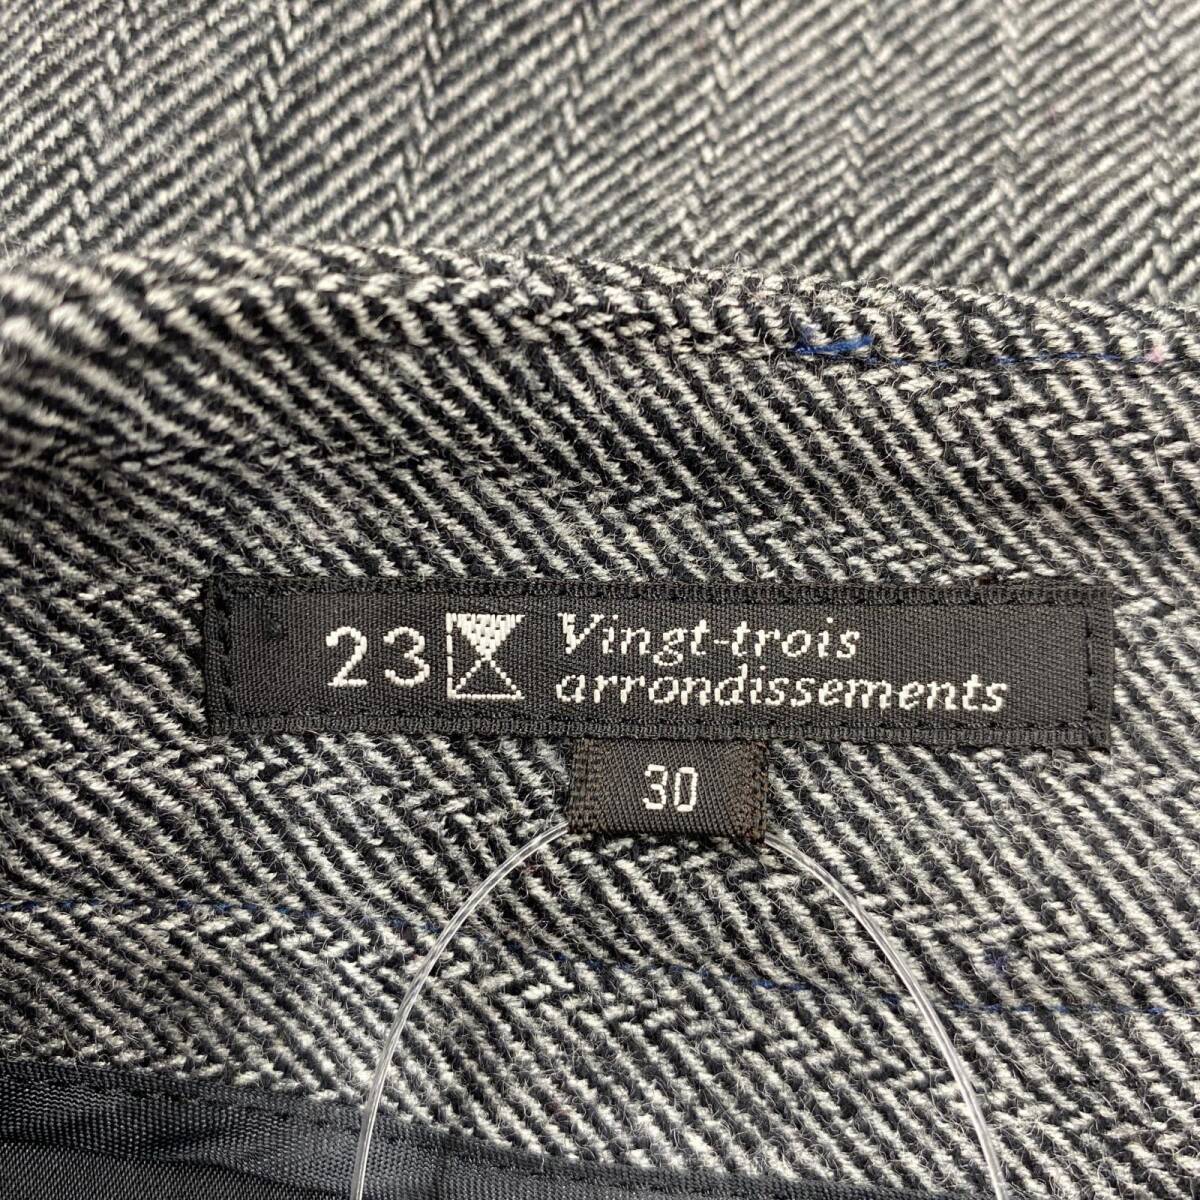 23 Vingt-trois
arrondissements
30